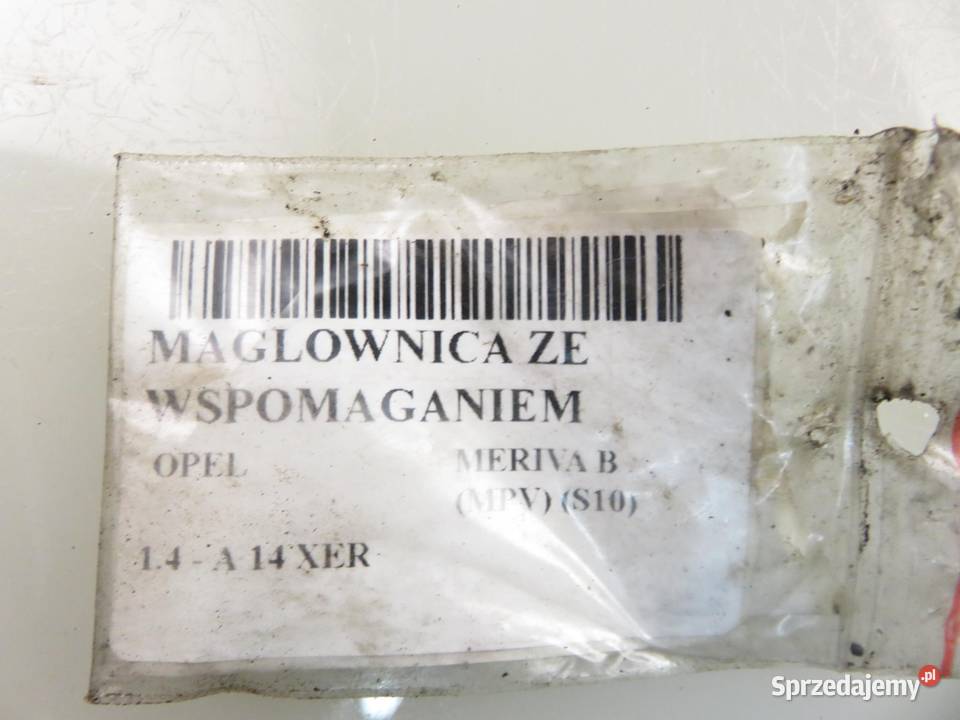 MAGLOWNICA ZE
WSPOMAGANIEM
OPEL MERIVA B
(MPV) (S10)
1.4 - A 14 XER
Sprzedajemy.pl